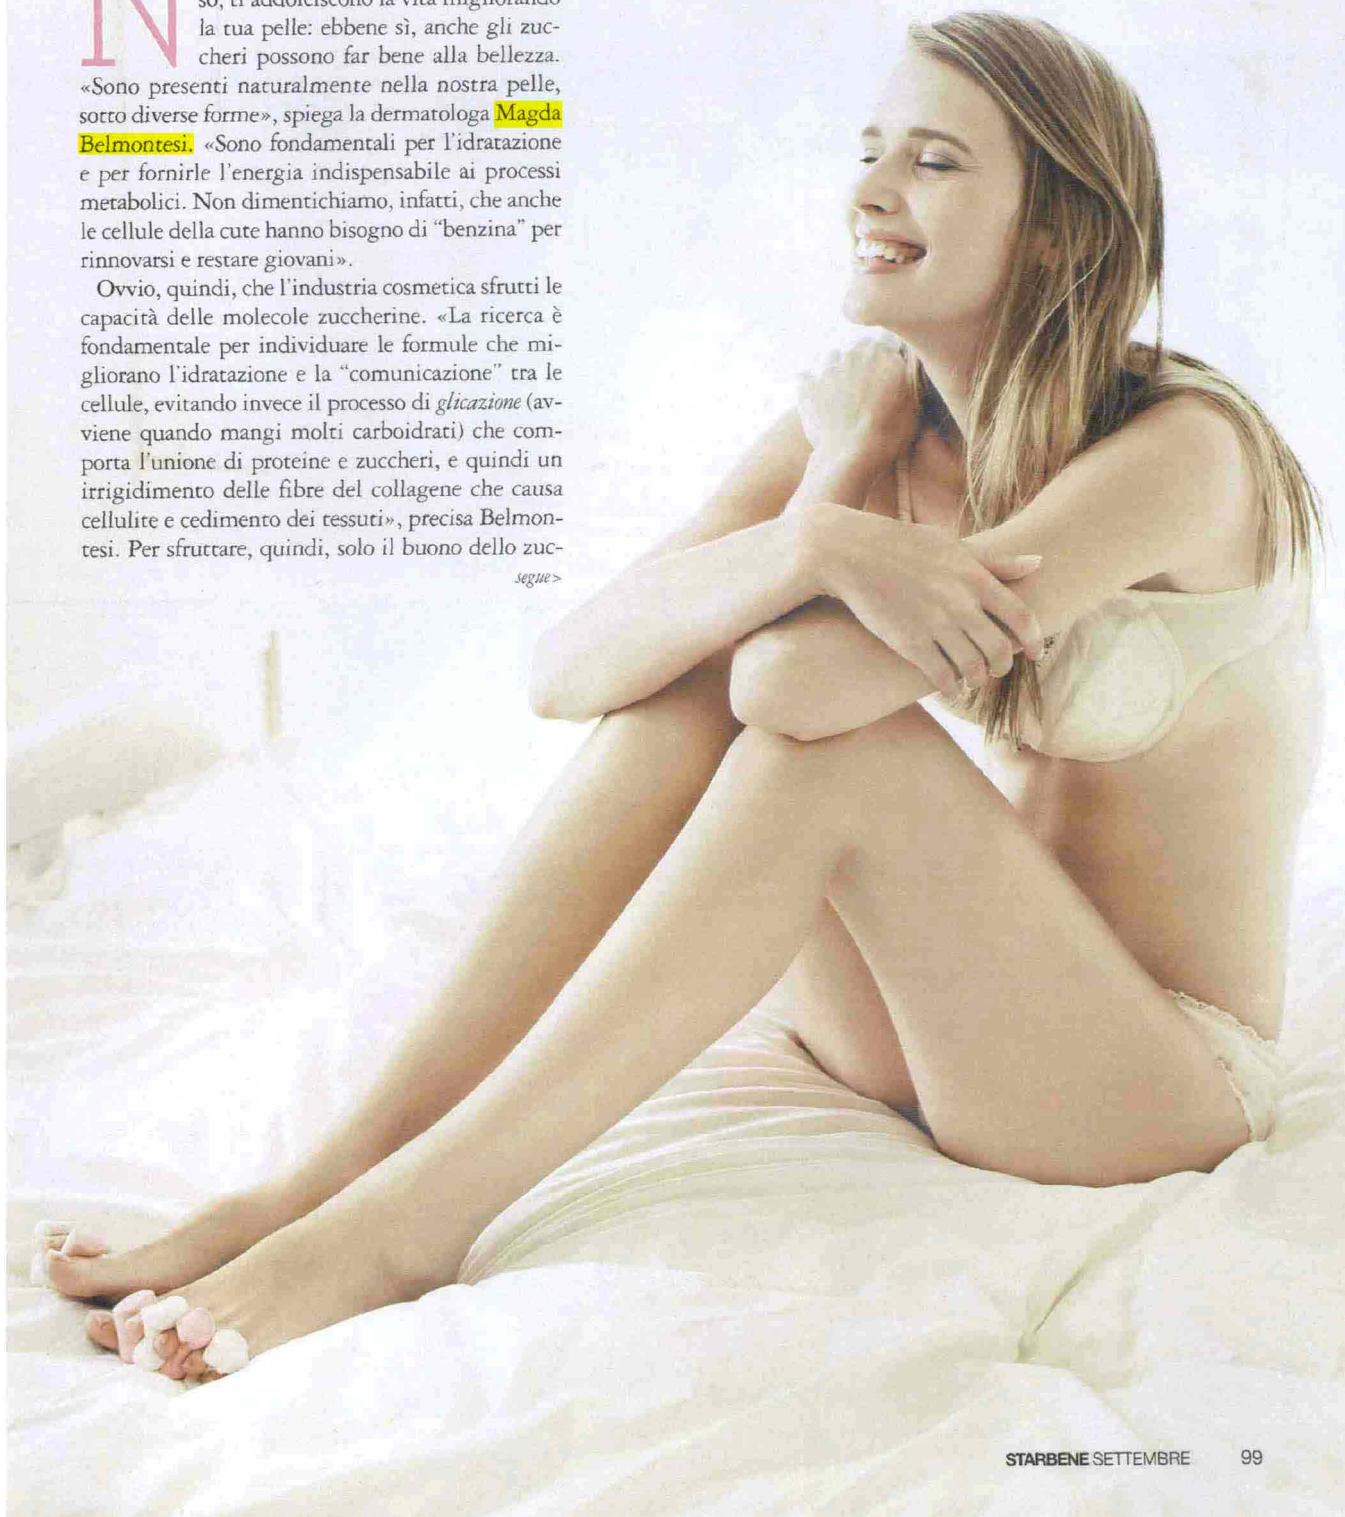 N
so, ti addolciscono la vita migliorando
la tua pelle: ebbene sì, anche gli zuc-
cheri possono far bene alla bellezza.
«Sono presenti naturalmente nella nostra pelle,
sotto diverse forme», spiega la dermatologa Magda
Belmontesi. «Sono fondamentali per l'idratazione
e per fornirle l'energia indispensabile ai processi
metabolici. Non dimentichiamo, infatti, che anche
le cellule della cute hanno bisogno di "benzina" per
rinnovarsi e restare giovani».
Ovvio, quindi, che l'industria cosmetica sfrutti le
capacità delle molecole zuccherine. «La ricerca è
fondamentale per individuare le formule che mi-
gliorano l'idratazione e la "comunicazione" tra le
cellule, evitando invece il processo di glicazione (av-
viene quando mangi molti carboidrati) che com-
porta l'unione di proteine e zuccheri, e quindi un
irrigidimento delle fibre del collagene che causa
cellulite e cedimento dei tessuti», precisa Belmon-
tesi. Per sfruttare, quindi, solo il buono dello zuc-
segue>
STARBENE SETTEMBRE 99